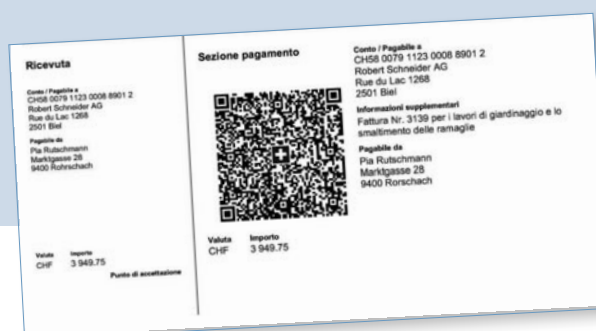 Ricevuta
Conto / Pagabile a
CH58 0079 1123 0008 8901 2
Robert Schneider AG
Rue du Lac 1268
2501 Biel
Pagabile da
Pia Rutschmann
Marktgasse 28
9400 Rohrschach
Valuta Importo
CHF 3 949.75
Punto di accettazione
Sezione pagamento
Valuta Importo
CHF 3 949.75
Conto / Pagabile a
CH58 0079 1123 0008 8901 2
Robert Schneider AG
Rue du Lac 1268
2501 Biel
Informazioni supplementari
Fattura Nr. 3139 per i lavori di giardinaggio e lo
smaltimento delle ramaglie
Pagabile da
Pia Rutschmann
Marktgasse 28
9400 Rorschach